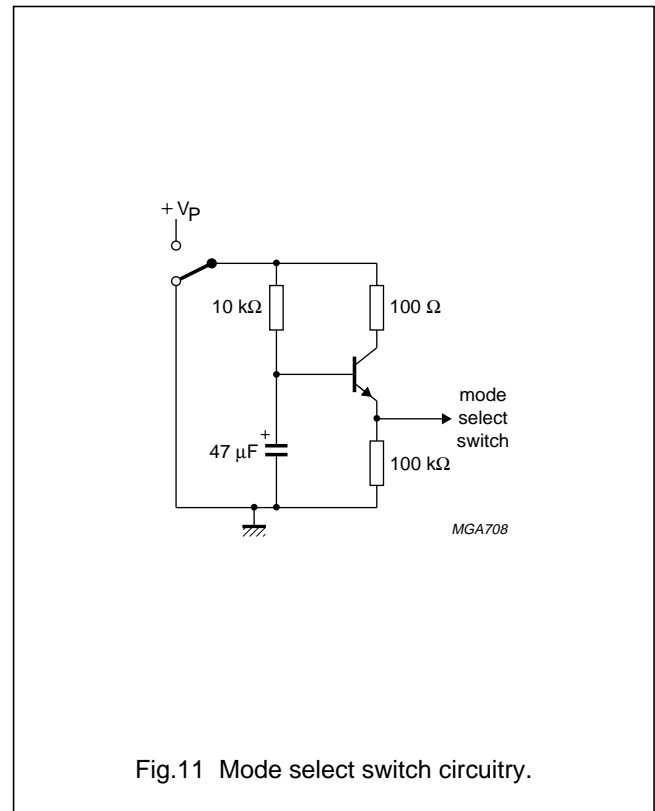 + VP
10 kΩ
100 Ω
mode
select
switch
47 μF
+
100 kΩ
MGA708
Fig.11 Mode select switch circuitry.